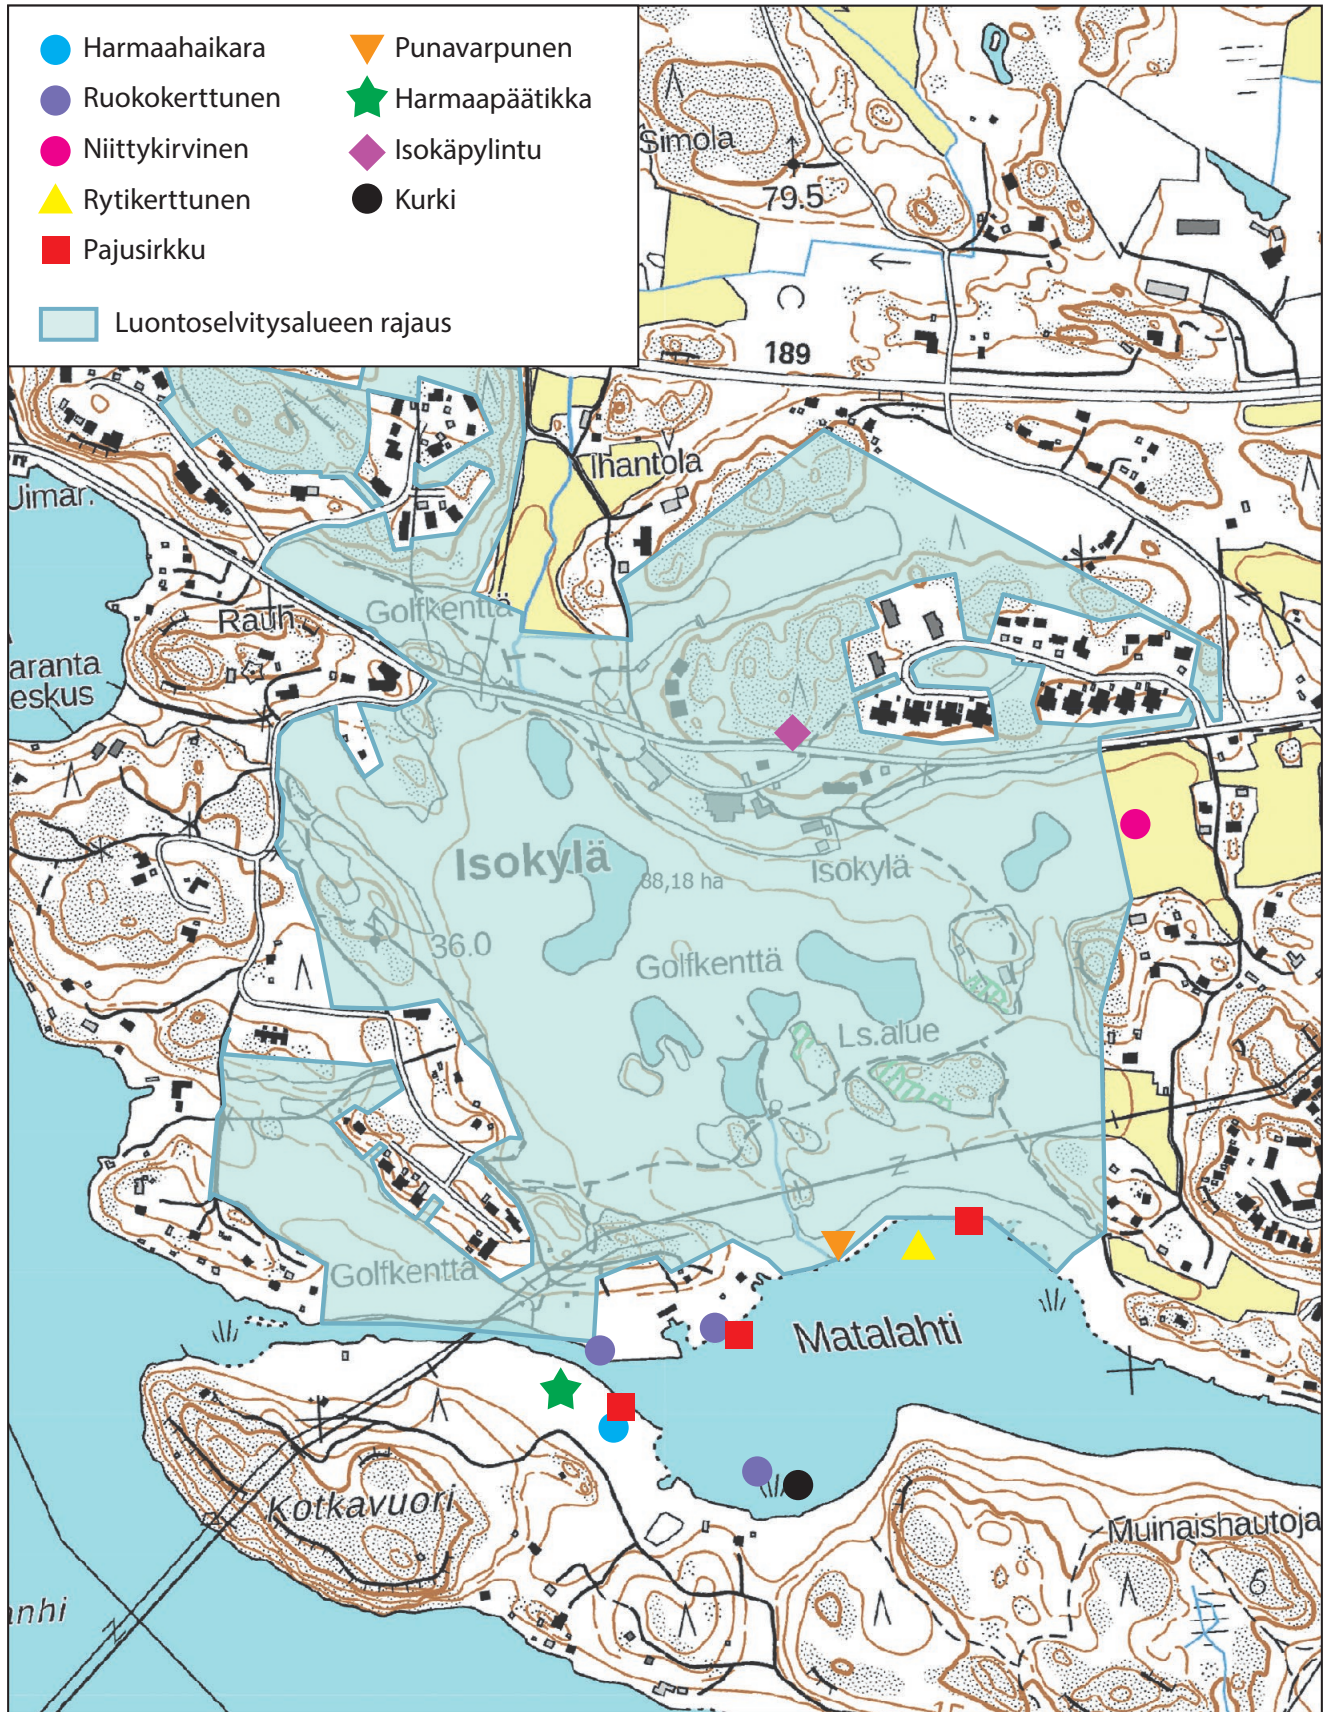 Harmaahaikara
Punavarpunen
Ruokokerttunen
Harmaapäätikka
Niittykirvinen
Isokäpylintu
Rytikerttunen
Kurki
Pajusirkku
Luontoselvitysalueen rajaus
Simola
79.5
189
Ihantola
Uimar.
Golfkenttä
Rauh.
aranta
eskus
Isokylä
88,18 ha
Isokylä
36.0
Golfkenttä
Ls.alue
Golfkenttä
Matalahti
Kotkavuori
Muinaishautoja
anhi
15